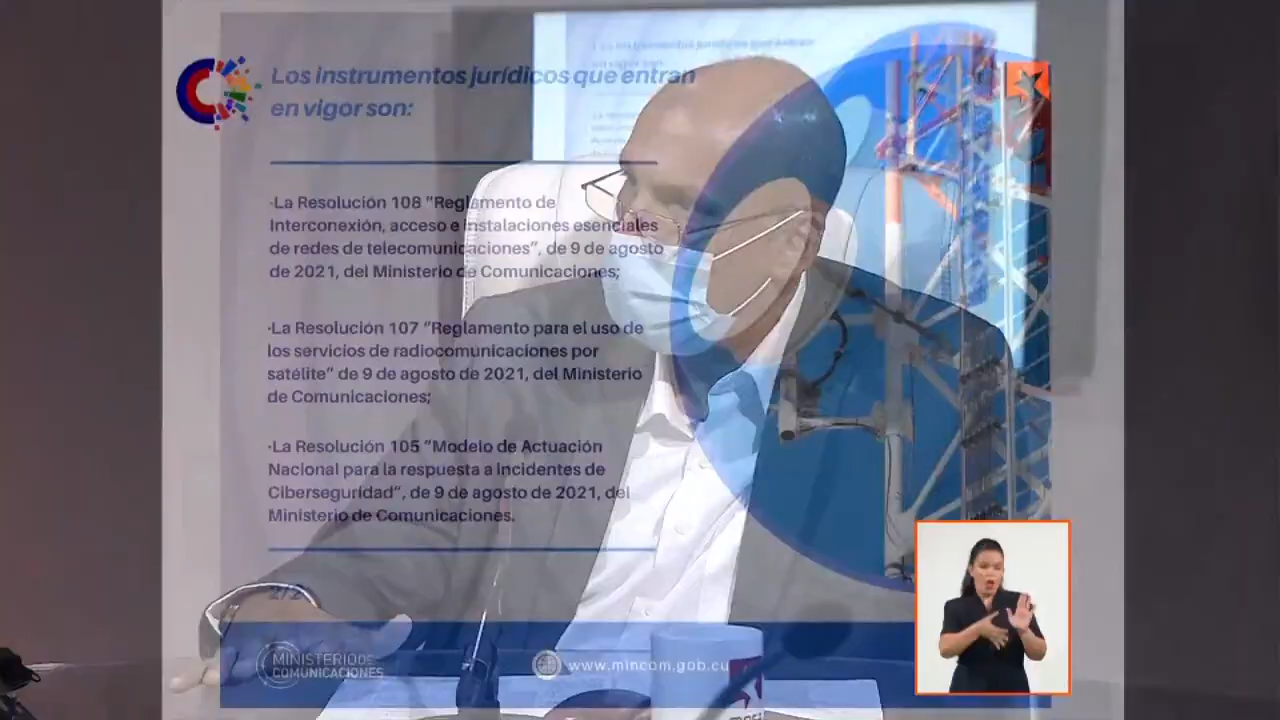 Los instrumentos jurídicos que entran
en vigor son:
·La Resolución 108 "Reglamento de
Interconexión, acceso e instalaciones esenciales
de redes de telecomunicaciones", de 9 de agosto
de 2021, del Ministerio de Comunicaciones;
·La Resolución 107 "Reglamento para el uso de
los servicios de radiocomunicaciones por
satélite" de 9 de agosto de 2021, del Ministerio
de Comunicaciones;
·La Resolución 105 "Modelo de Actuación
Nacional para la respuesta a incidentes de
Ciberseguridad", de 9 de agosto de 2021, del
Ministerio de Comunicaciones.
2/2
MINISTERIO DE
COMUNICACIONES
www.mincom.gob.cu